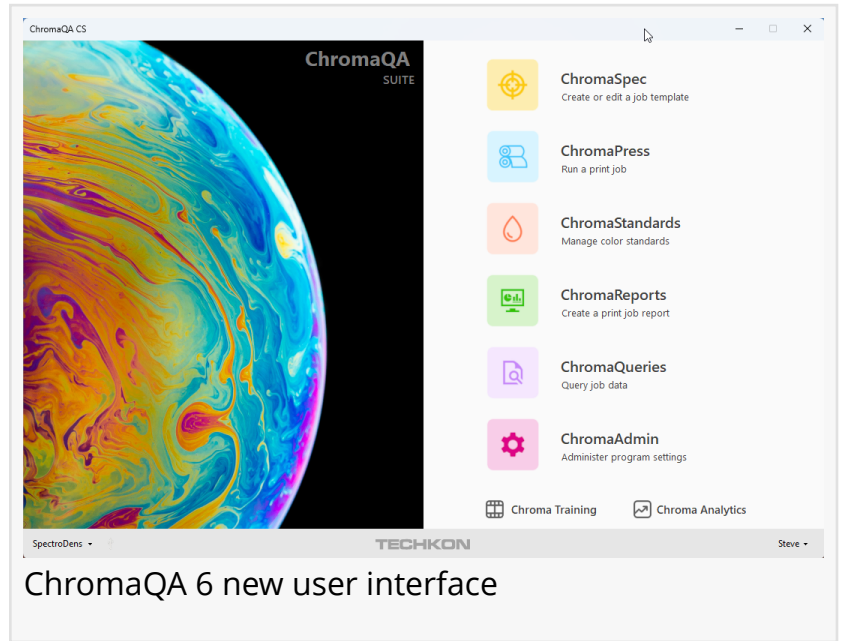 ChromaQA CS
ChromaQA
SUITE
ChromaSpec
Create or edit a job template
ChromaPress
Run a print job
ChromaStandards
Manage color standards
ChromaReports
Create a print job report
ChromaQueries
Query job data
ChromaAdmin
Administer program settings
Chroma Training
Chroma Analytics
SpectroDens
TECHKON
Steve
ChromaQA 6 new user interface